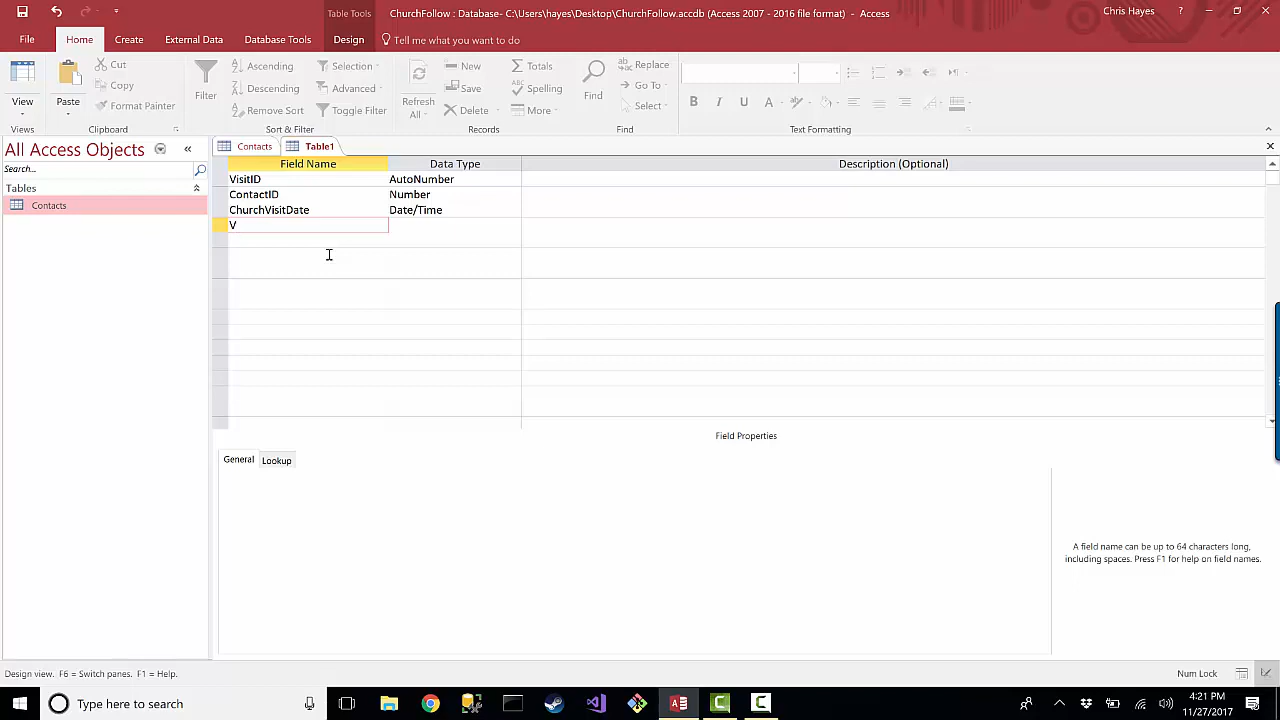 Table Tools
ChurchFollow : Database- C:\Users\hayes\Desktop\ChurchFollow.accdb (Access 2007 - 2016 file format) - Access
Chris Hayes
?
File
Home
Create
External Data
Database Tools
Design
Tell me what you want to do
View
Views
Paste
Cut
Copy
Format Painter
Clipboard
Filter
Ascending
Descending
Remove Sort
Selection
Advanced
Toggle Filter
Sort & Filter
Refresh
All
New
Save
Delete
Totals
Spelling
More
Records
Find
Replace
Go To
Select
Find
B I U A
Text Formatting
All Access Objects
Search...
Tables
Contacts
Contacts
Table1
Field Name
Data Type
Description (Optional)
VisitID
AutoNumber
ContactID
Number
ChurchVisitDate
Date/Time
V
Field Properties
General
Lookup
A field name can be up to 64 characters long,
including spaces. Press F1 for help on field names.
Design view.  F6 = Switch panes.  F1 = Help.
Num Lock
Type here to search
4:21 PM
11/27/2017